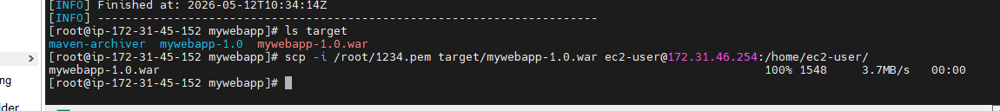 [INFO] Finished at: 2026-05-12T10:34:14Z
[INFO] ------------------------------------------------------------------------
[root@ip-172-31-45-152 mywebapp]# ls target
maven-archiver  mywebapp-1.0  mywebapp-1.0.war
[root@ip-172-31-45-152 mywebapp]# scp -i /root/1234.pem target/mywebapp-1.0.war ec2-user@172.31.46.254:/home/ec2-user/
mywebapp-1.0.war 100% 1548 3.7MB/s 00:00
ng
[root@ip-172-31-45-152 mywebapp]#
lder